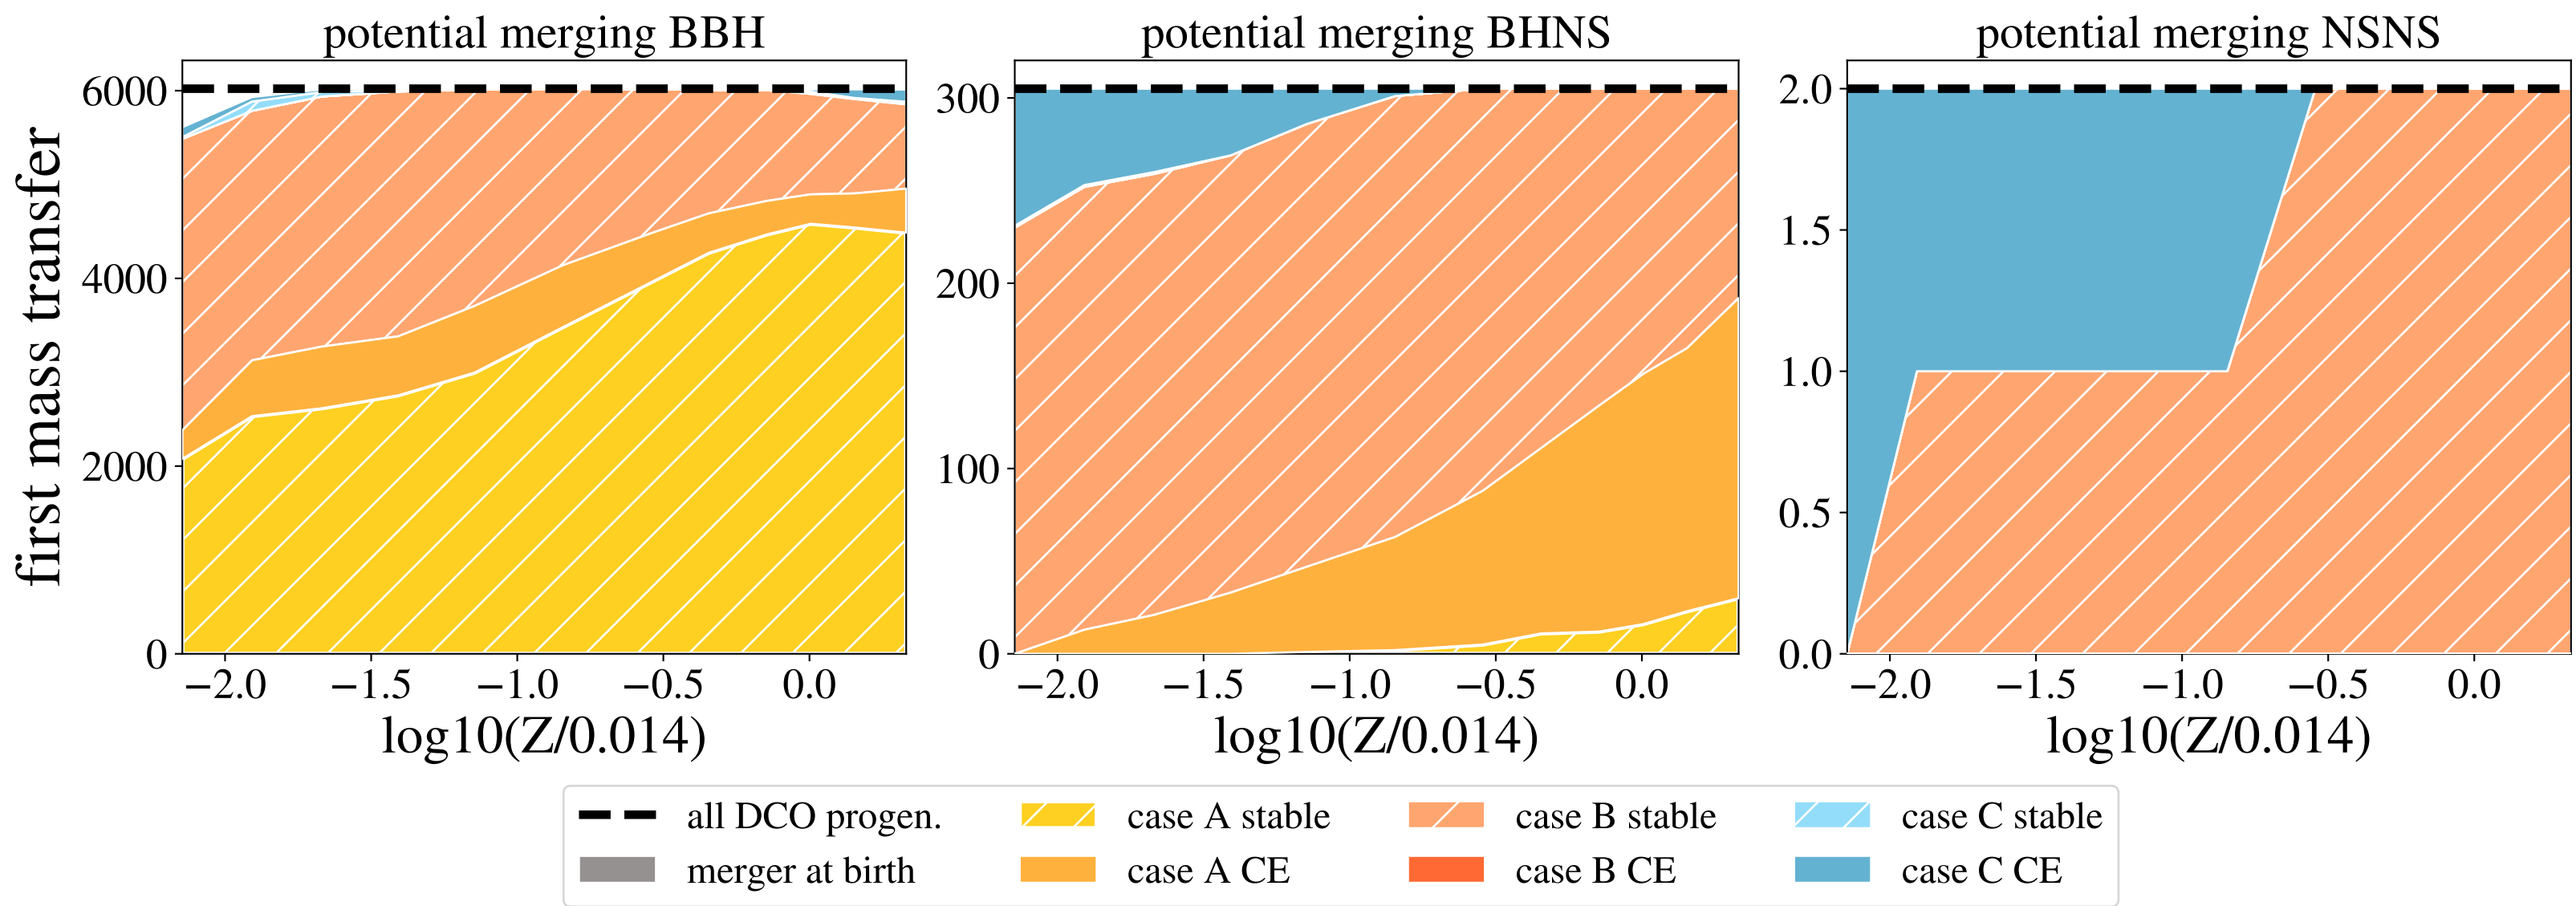 potential merging BBH
potential merging BHNS
potential merging NSNS
first mass transfer
6000
4000
2000
0
300
200
100
0
2.0
1.5
1.0
0.5
0.0
−2.0 −1.5 −1.0 −0.5 0.0
−2.0 −1.5 −1.0 −0.5 0.0
−2.0 −1.5 −1.0 −0.5 0.0
log10(Z/0.014)
log10(Z/0.014)
log10(Z/0.014)
all DCO progen.
merger at birth
case A stable
case A CE
case B stable
case B CE
case C stable
case C CE